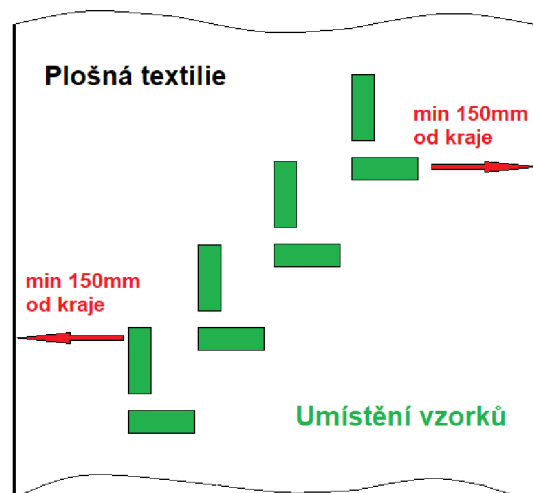 Plošná textilie
min 150mm
od kraje
min 150mm
od kraje
Umístění vzorků